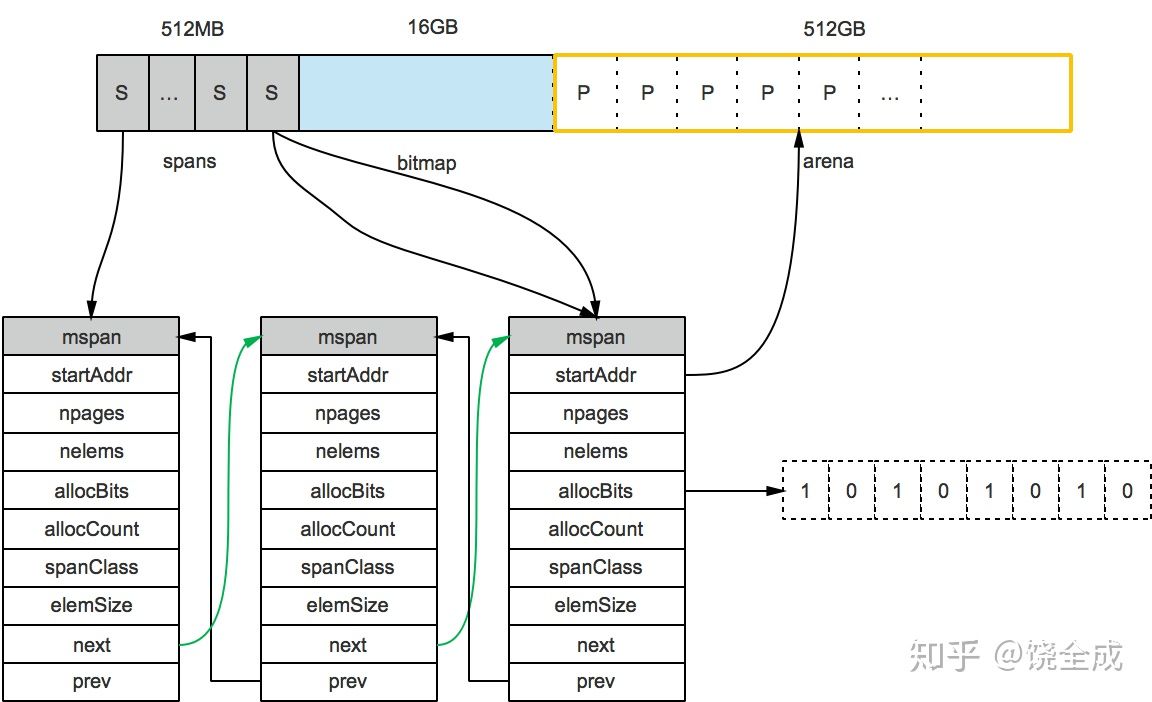 512MB 16GB 512GB
S ... S S P P P P P ...
spans bitmap arena
mspan mspan mspan
startAddr startAddr startAddr
npages npages npages
nelems nelems nelems
allocBits allocBits allocBits 1 0 1 0 1 0 1 0
allocCount allocCount allocCount
spanClass spanClass spanClass
elemSize elemSize elemSize
next next next
prev prev prev
知乎 @饶全成